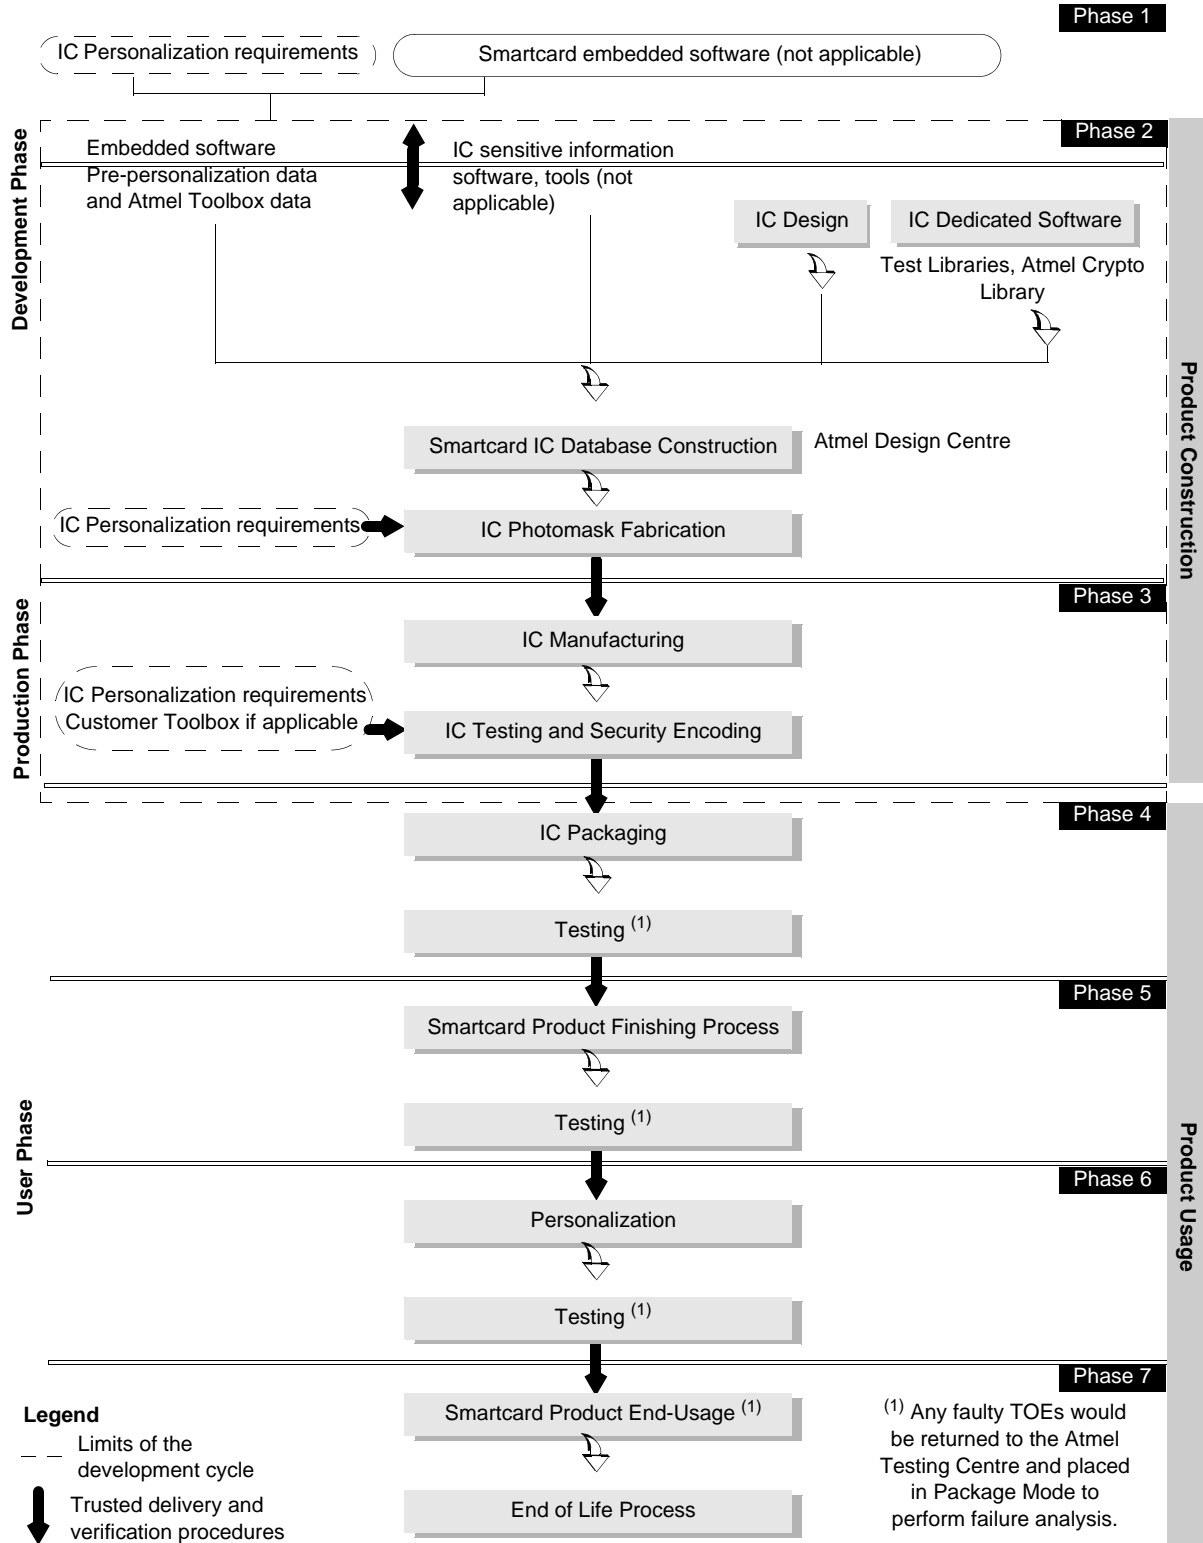 Phase 1
IC Personalization requirements
Smartcard embedded software (not applicable)
Development Phase
Phase 2
Embedded software
Pre-personalization data
and Atmel Toolbox data
IC sensitive information
software, tools (not
applicable)
IC Design
IC Dedicated Software
Test Libraries, Atmel Crypto
Library
Product Construction
Smartcard IC Database Construction
Atmel Design Centre
IC Personalization requirements
IC Photomask Fabrication
Production Phase
Phase 3
IC Manufacturing
IC Personalization requirements
Customer Toolbox if applicable
IC Testing and Security Encoding
Phase 4
IC Packaging
Testing (1)
Phase 5
Smartcard Product Finishing Process
Testing (1)
User Phase
Product Usage
Phase 6
Personalization
Testing (1)
Phase 7
Smartcard Product End-Usage (1)
End of Life Process
(1) Any faulty TOEs would
be returned to the Atmel
Testing Centre and placed
in Package Mode to
perform failure analysis.
Legend
Limits of the
development cycle
Trusted delivery and
verification procedures